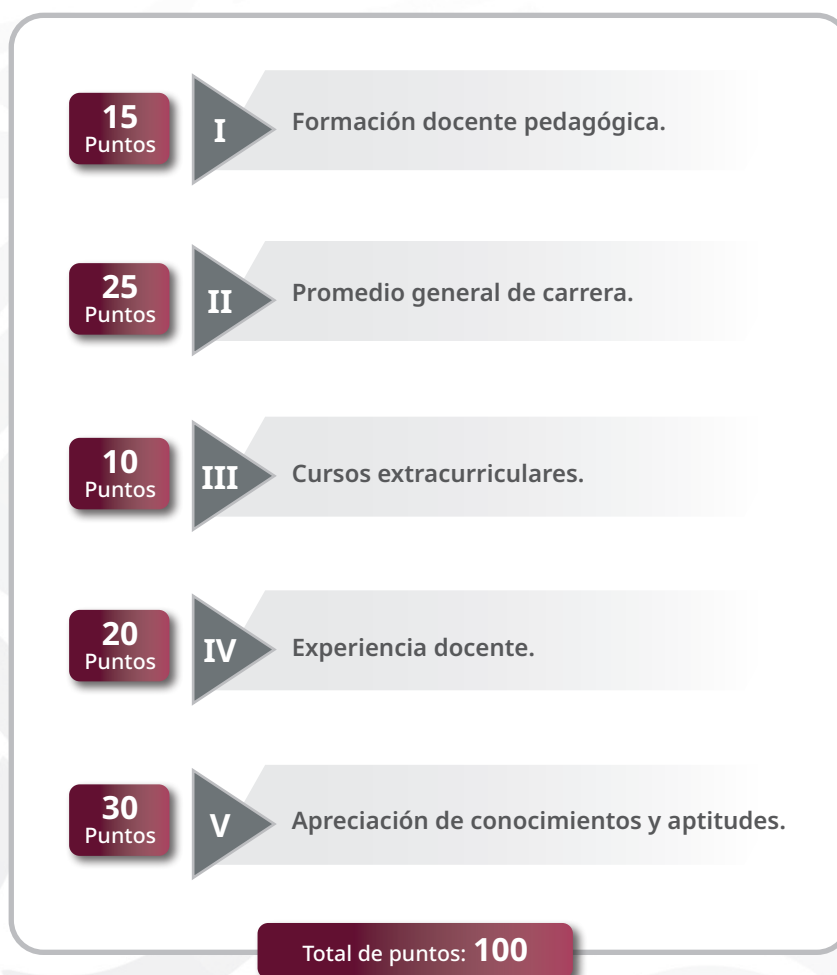 15
Puntos
I
Formación docente pedagógica.
25
Puntos
II
Promedio general de carrera.
10
Puntos
III
Cursos extracurriculares.
20
Puntos
IV
Experiencia docente.
30
Puntos
V
Apreciación de conocimientos y aptitudes.
Total de puntos: 100